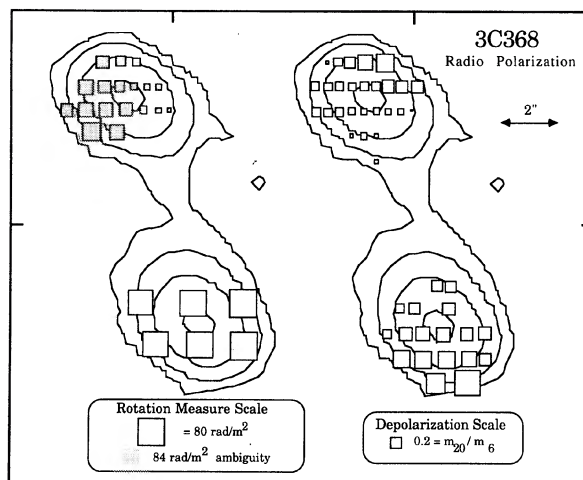 3C368
Radio Polarization
2"
Rotation Measure Scale
= 80 rad/m²
84 rad/m² ambiguity
Depolarization Scale
0.2 = m₂₀/ m₆